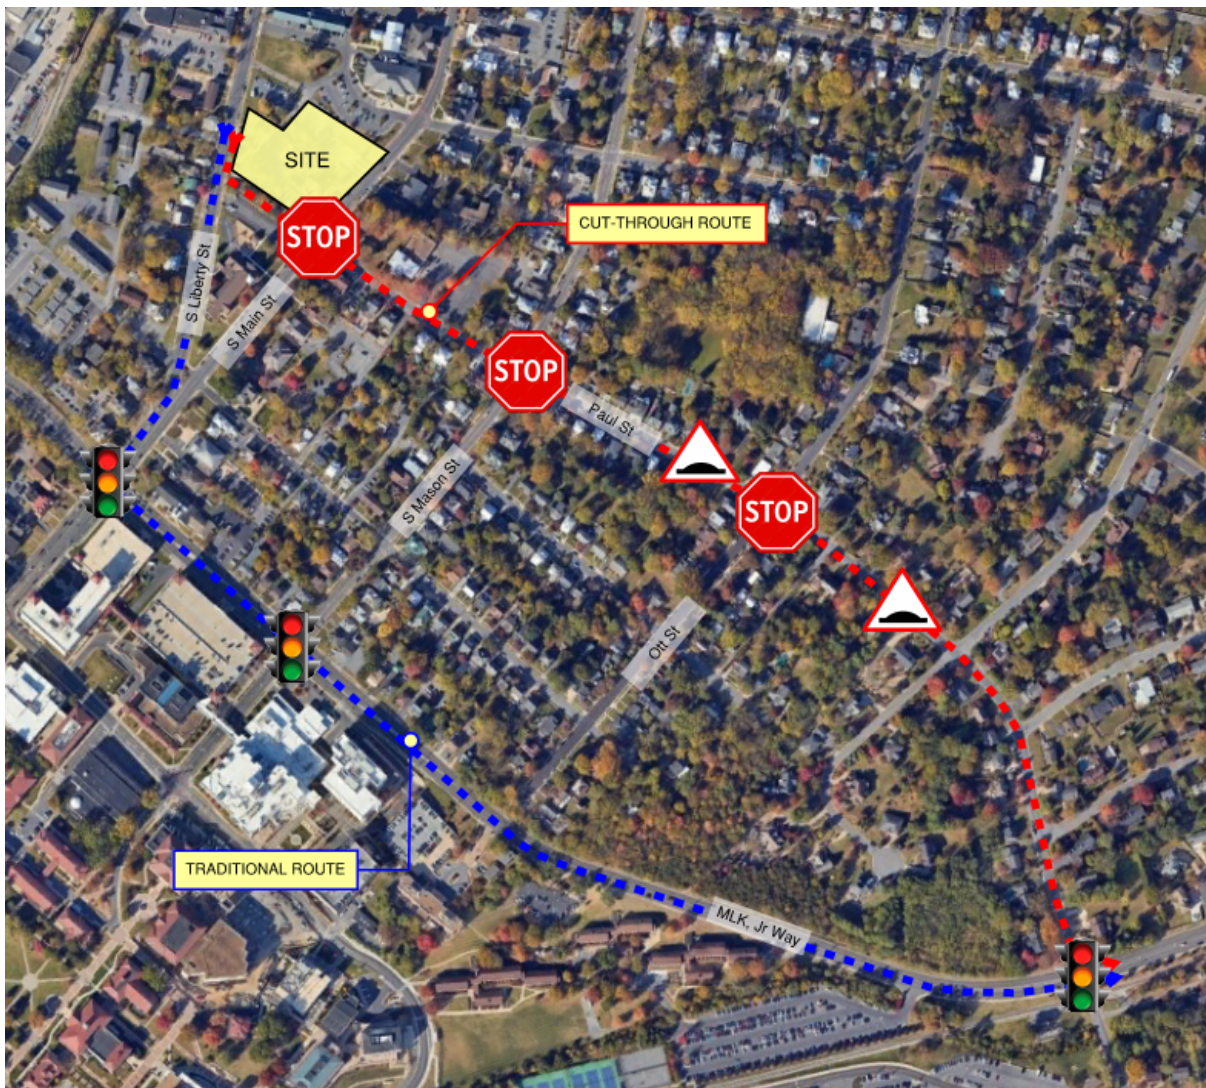 SITE
STOP
CUT-THROUGH ROUTE
S Liberty St
S Main St
STOP
Paul St
S Mason St
STOP
Ott St
TRADITIONAL ROUTE
MLK, Jr Way